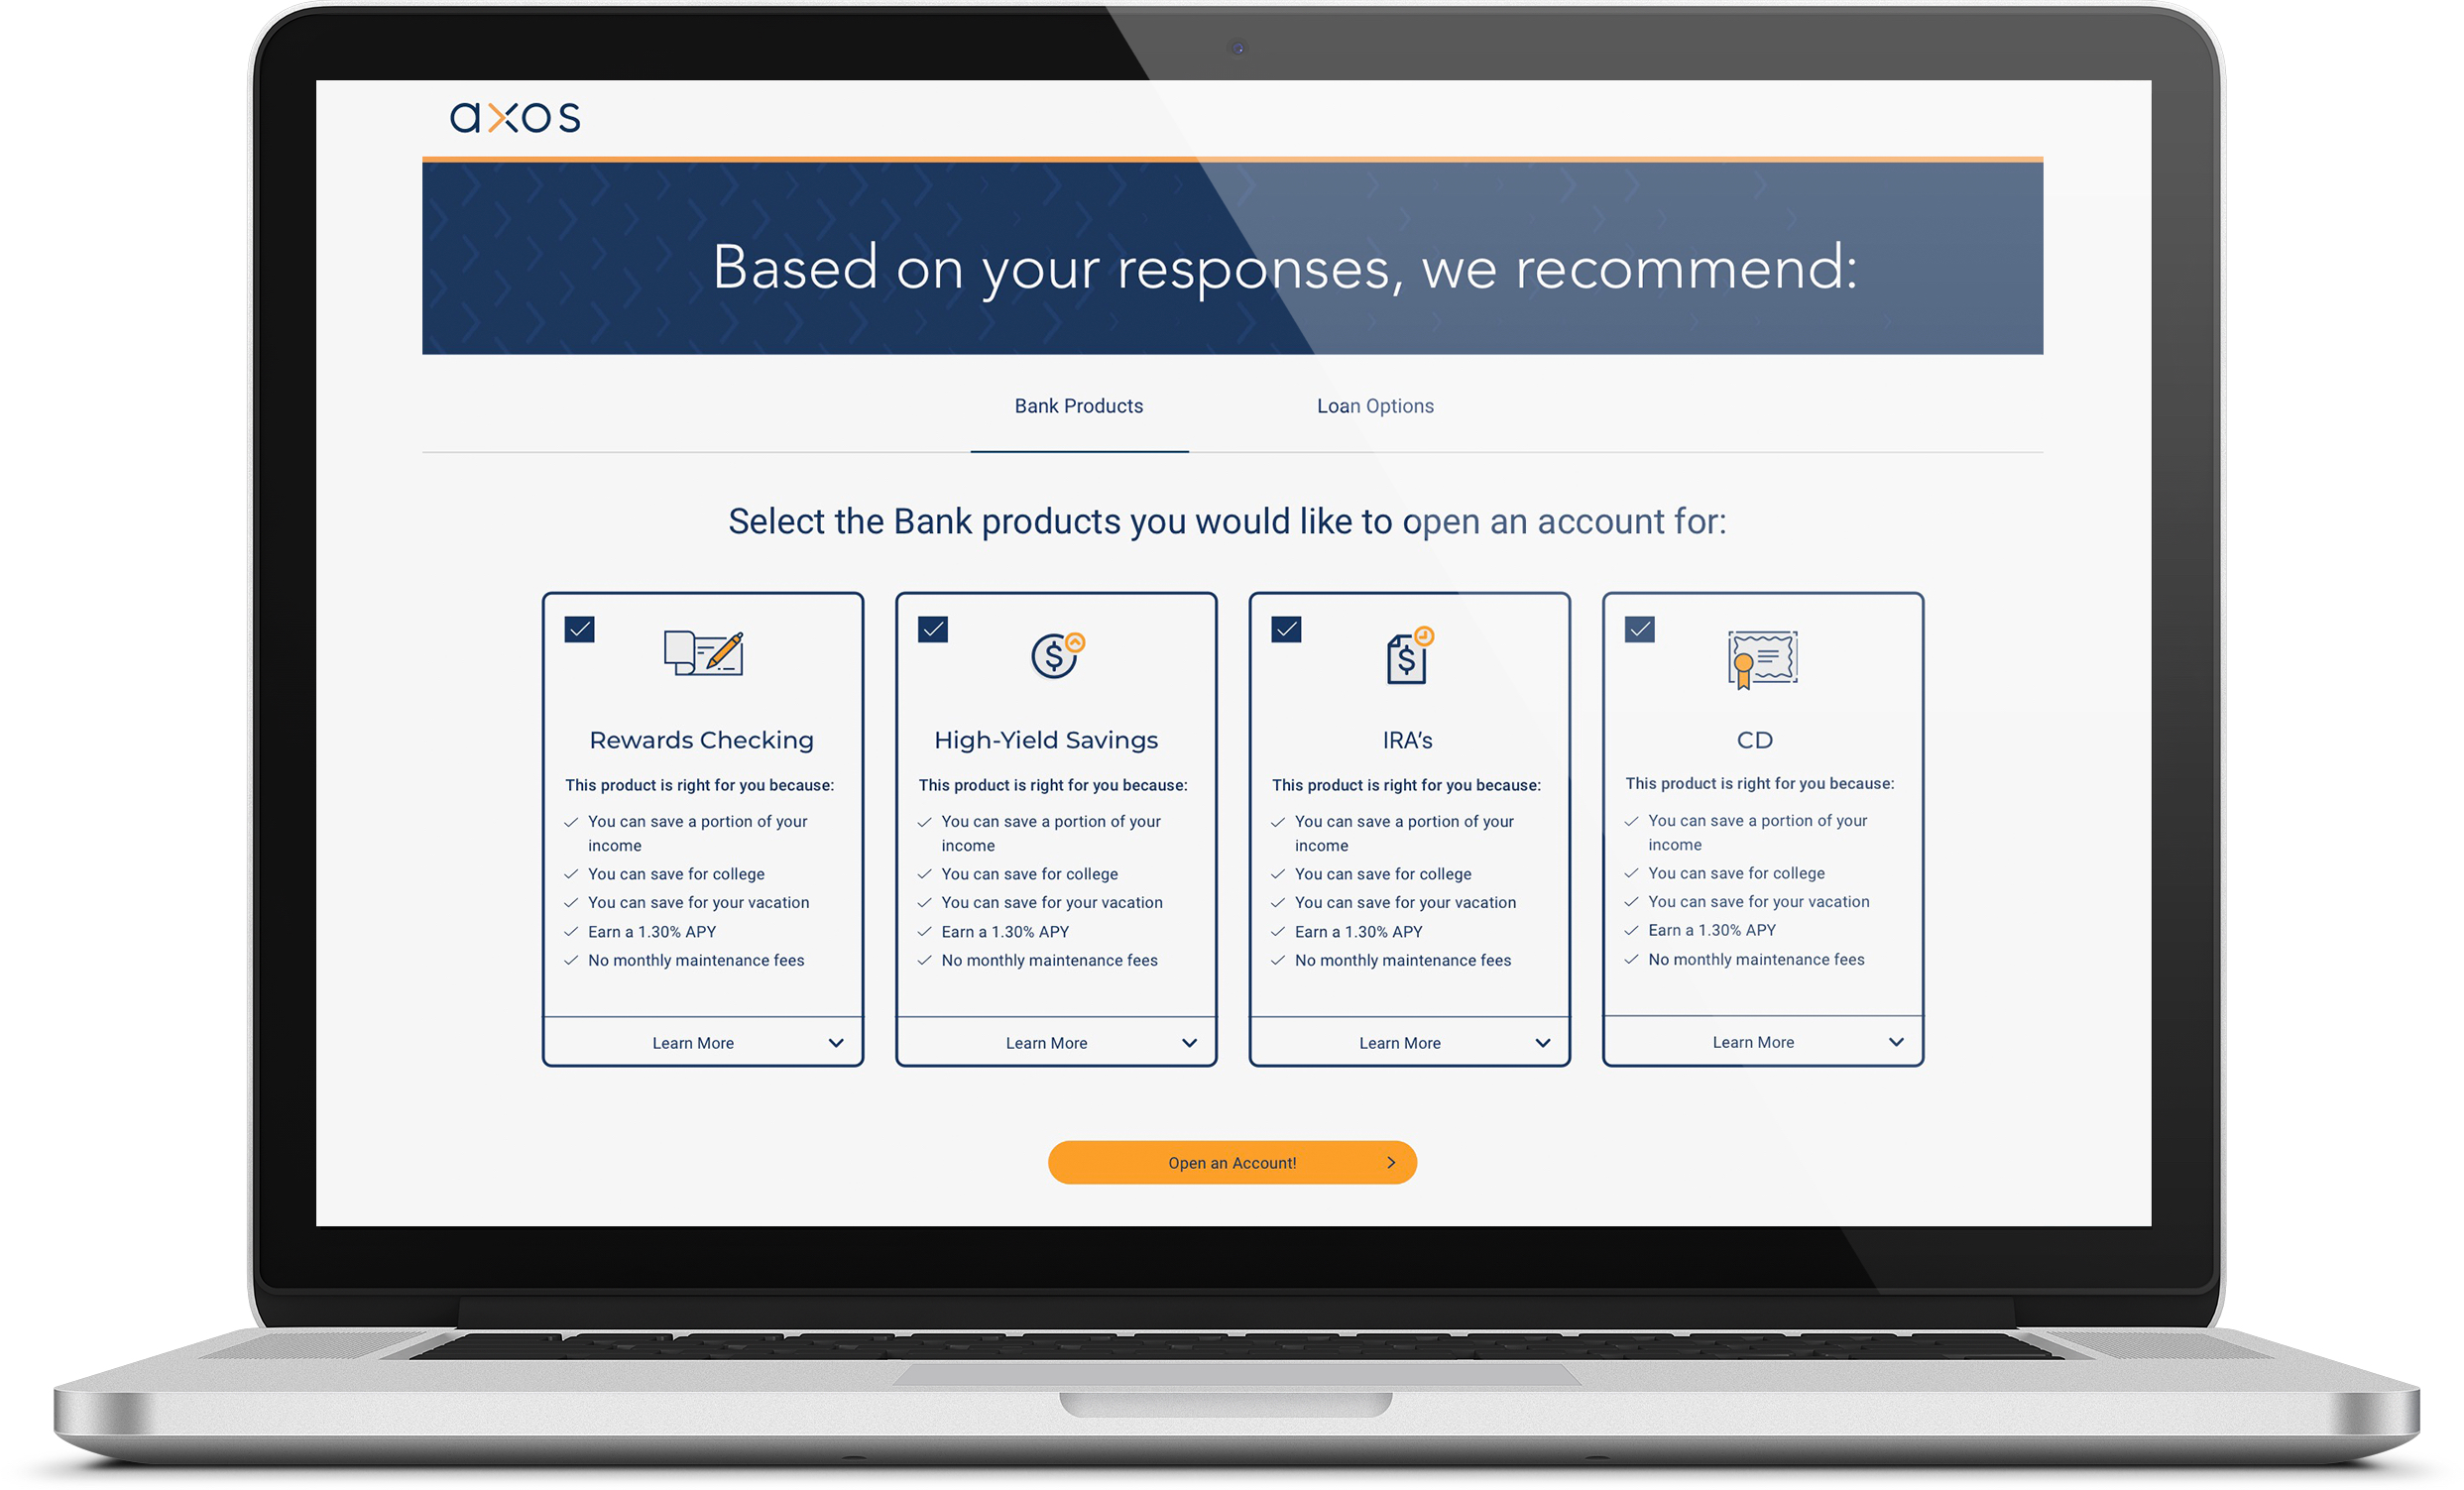 axos
Based on your responses, we recommend:
Bank Products
Loan Options
Select the Bank products you would like to open an account for:
Rewards Checking
This product is right for you because:
You can save a portion of your
income
You can save for college
You can save for your vacation
Earn a 1.30% APY
No monthly maintenance fees
Learn More
High-Yield Savings
This product is right for you because:
You can save a portion of your
income
You can save for college
You can save for your vacation
Earn a 1.30% APY
No monthly maintenance fees
Learn More
IRA's
This product is right for you because:
You can save a portion of your
income
You can save for college
You can save for your vacation
Earn a 1.30% APY
No monthly maintenance fees
Learn More
CD
This product is right for you because:
You can save a portion of your
income
You can save for college
You can save for your vacation
Earn a 1.30% APY
No monthly maintenance fees
Learn More
Open an Account!